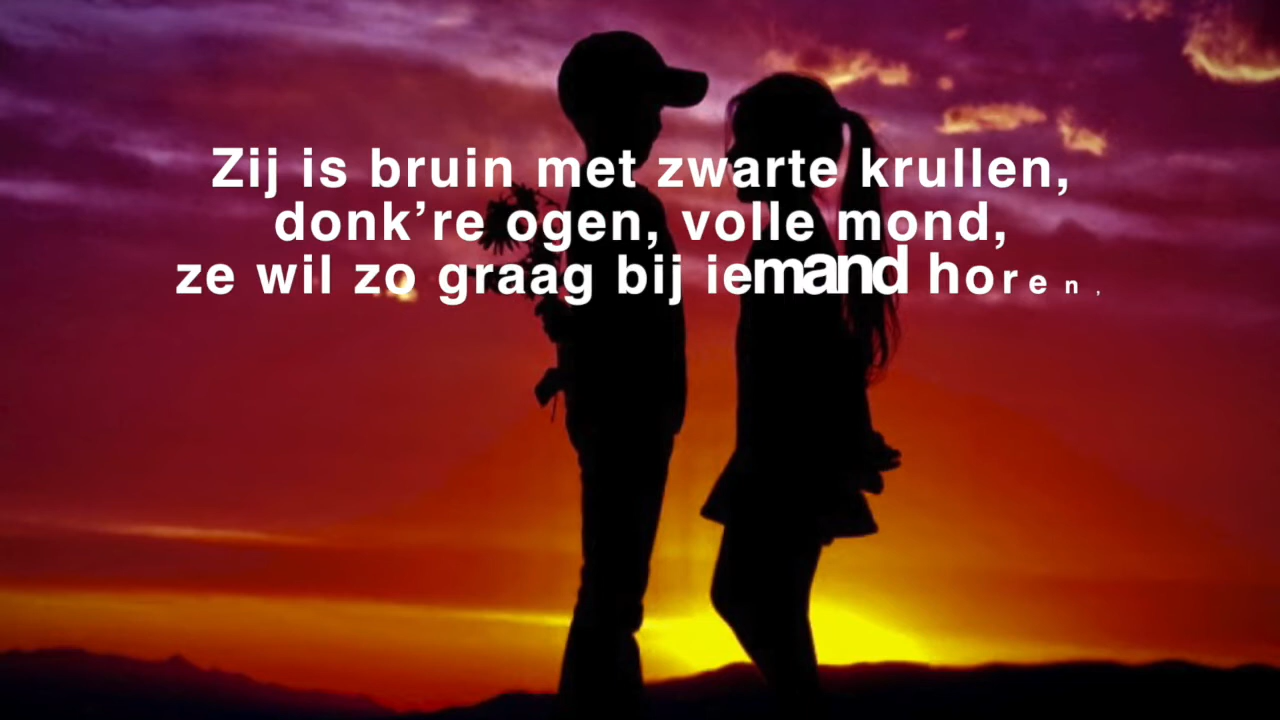 Zij is bruin met zwarte krullen,
donk’re ogen, volle mond,
ze wil zo graag bij iemand horen,